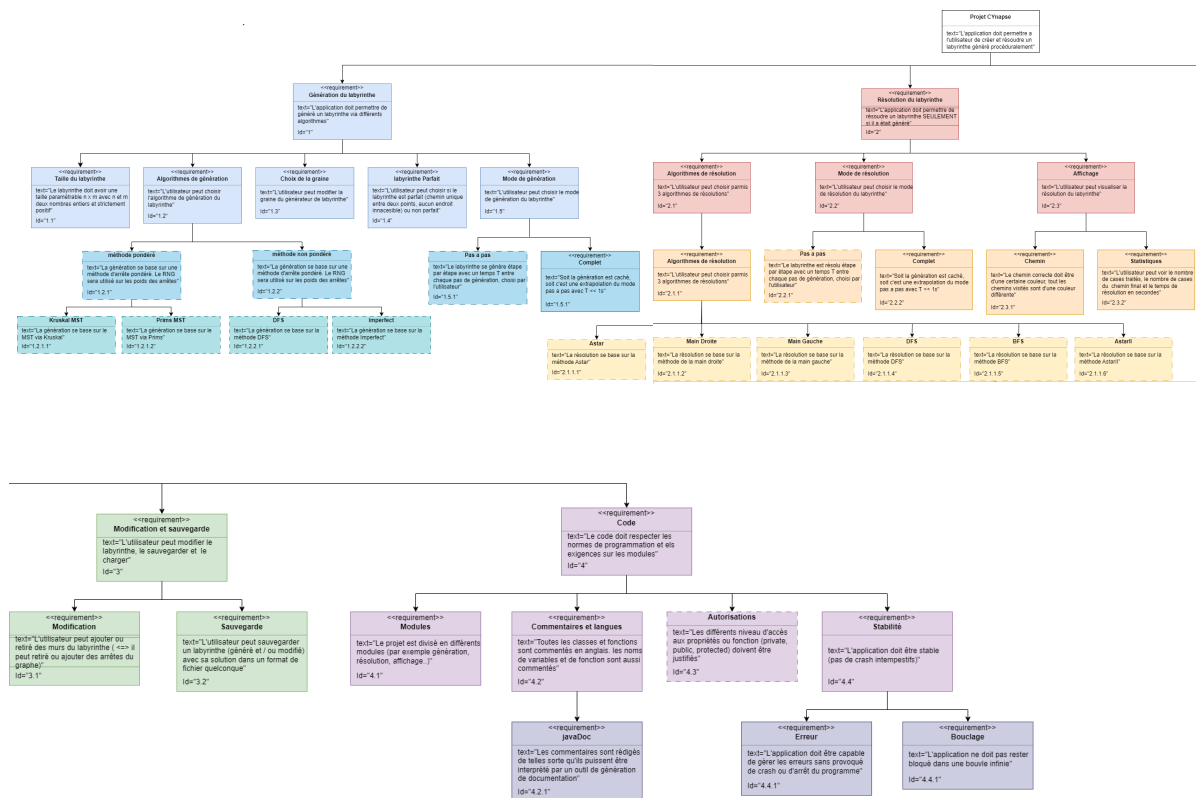 Projet CYnapse
text="L'application doit permettre a
l'utilisateur de créer et résoudre un
labyrinthe généré procéduralement"
<<requirement>>
Génération du labyrinthe
text="L'application doit permettre de
généré un labyrinthe via différents
algorithmes"
Id="1"
<<requirement>>
Résolution du labyrinthe
text="L'application doit permettre de
résoudre un labyrinthe SEULEMENT
si il a était généré"
Id="2"
<<requirement>>
Taille du labyrinthe
text="Le labyrinthe doit avoir une
taille paramétrable n x m avec n et m
deux nombres entiers et strictement
positif"
Id="1.1"
<<requirement>>
Algorithmes de génération
text="L'utilisateur peut choisir
l'algorithme de génération du
labyrinthe"
Id="1.2"
<<requirement>>
Choix de la graine
text="L'utilisateur peut modifier la
graine du générateur de labyrinthe"
Id="1.3"
<<requirement>>
labyrinthe Parfait
text="L'utilisateur peut choisir si le
labyrinthe est parfait (chemin unique
entre deux points, aucun endroit
innacesible) ou non parfait"
Id="1.4"
<<requirement>>
Mode de génération
text="L'utilisateur peut choisir le mode
de génération du labyrinthe"
Id="1.5"
<<requirement>>
Algorithmes de résolution
text="L'utilisateur peut choisir parmis
3 algorithmes de résolutions"
Id="2.1"
<<requirement>>
Mode de résolution
text="L'utilisateur peut choisir le mode
de résolution du labyrinthe"
Id="2.2"
<<requirement>>
Affichage
text="L'utilisateur peut visualiser la
résolution du labyrinthe"
Id="2.3"
méthode pondéré
text="La génération se base sur une
méthode d'arrête pondéré. Le RNG
sera utilisé sur les poids des arrêtes"
Id="1.2.1"
méthode non pondéré
text="La génération se base sur une
méthode d'arrête pondéré. Le RNG
sera utilisé sur les poids des arrêtes"
Id="1.2.2"
Pas a pas
text="Le labyrinthe se génère étape
par étape avec un temps T entre
chaque pas de génération, choisi par
l'utilisateur"
Id="1.5.1"
<<requirement>>
Complet
text="Soit la génération est caché,
soit c'est une extrapolation du mode
pas a pas avec T << 1s"
Id="1.5.1"
Algorithmes de résolution
text="L'utilisateur peut choisir parmis
3 algorithmes de résolutions"
Id="2.1.1"
Pas a pas
text="Le labyrinthe est résolu étape
par étape avec un temps T entre
chaque pas de génération, choisi par
l'utilisateur"
Id="2.2.1"
<<requirement>>
Complet
text="Soit la génération est caché,
soit c'est une extrapolation du mode
pas a pas avec T << 1s"
Id="2.2.2"
<<requirement>>
Chemin
text="Le chemin correcte doit être
d'une certaine couleur, tout les
chemins visités sont d'une couleur
différente"
Id="2.3.1"
<<requirement>>
Statistiques
text="L'utilisateur peut voir le nombre
de cases traités, le nombre de cases
du chemin final et le temps de
résolution en secondes"
Id="2.3.2"
Kruskal MST
text="La génération se base sur le
MST via Kruskal"
Id="1.2.1.1"
Prims MST
text="La génération se base sur le
MST via Prims"
Id="1.2.1.2"
DFS
text="La génération se base sur la
méthode DFS"
Id="1.2.2.1"
Imperfect
text="La génération se base sur la
méthode Imperfect"
Id="1.2.2.2"
Astar
text="La résolution se base sur la
méthode Astar"
Id="2.1.1.1"
Main Droite
text="La résolution se base sur la
méthode de la main droite"
Id="2.1.1.2"
Main Gauche
text="La résolution se base sur la
méthode de la main gauche"
Id="2.1.1.3"
DFS
text="La résolution se base sur la
méthode DFS"
Id="2.1.1.4"
BFS
text="La résolution se base sur la
méthode BFS"
Id="2.1.1.5"
Astarli
text="La résolution se base sur la
méthode Astarli"
Id="2.1.1.6"
<<requirement>>
Modification et sauvegarde
text="L'utilisateur peut modifier le
labyrinthe, le sauvegarder et le
charger"
Id="3"
<<requirement>>
Code
text="Le code doit respecter les
normes de programmation et els
exigences sur les modules"
Id="4"
<<requirement>>
Modification
text="L'utilisateur peut ajouter ou
retiré des murs du labyrinthe ( <=> il
peut retiré ou ajouter des arrêtes du
graphe)"
Id="3.1"
<<requirement>>
Sauvegarde
text="L'utilisateur peut sauvegarder
un labyrinthe (généré et / ou modifié)
avec sa solution dans un format de
fichier quelconque"
Id="3.2"
<<requirement>>
Modules
text="Le projet est divisé en différents
modules (par exemple génération,
résolution, affichage..)"
Id="4.1"
<<requirement>>
Commentaires et langues
text="Toutes les classes et fonctions
sont commentés en anglais. les noms
de variables et de fonction sont aussi
commentés"
Id="4.2"
Autorisations
text="Les différents niveau d'accès
aux propriétés ou fonction (private,
public, protected) doivent être
justifiés"
Id="4.3"
<<requirement>>
Stabilité
text="L'application doit être stable
(pas de crash intempestifs)"
Id="4.4"
<<requirement>>
javaDoc
text="Les commentaires sont rédigés
de telles sorte qu'ils puissent être
interprété par un outil de génération
de documentation"
Id="4.2.1"
<<requirement>>
Erreur
text="L'application doit être capable
de gérer les erreurs sans provoqué
de crash ou d'arrêt du programme"
Id="4.4.1"
<<requirement>>
Bouclage
text="L'application ne doit pas rester
bloqué dans une bouvle infinie"
Id="4.4.1"